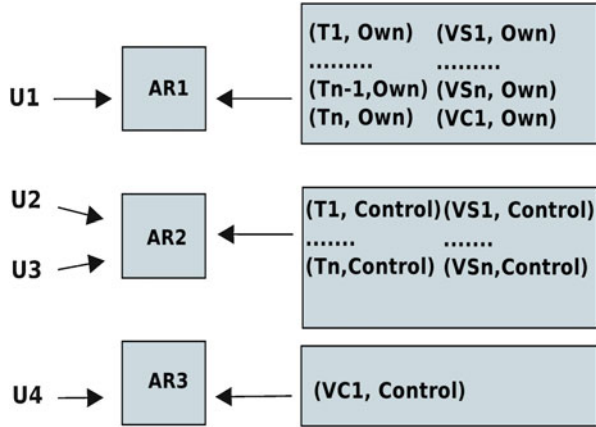 (T1, Own) (VS1, Own)
......... .........
U1 AR1 (Tn-1,Own) (VSn, Own)
(Tn, Own) (VC1, Own)
U2
U3
AR2
(T1, Control) (VS1, Control)
....... .......
(Tn,Control) (VSn,Control)
U4 AR3 (VC1, Control)